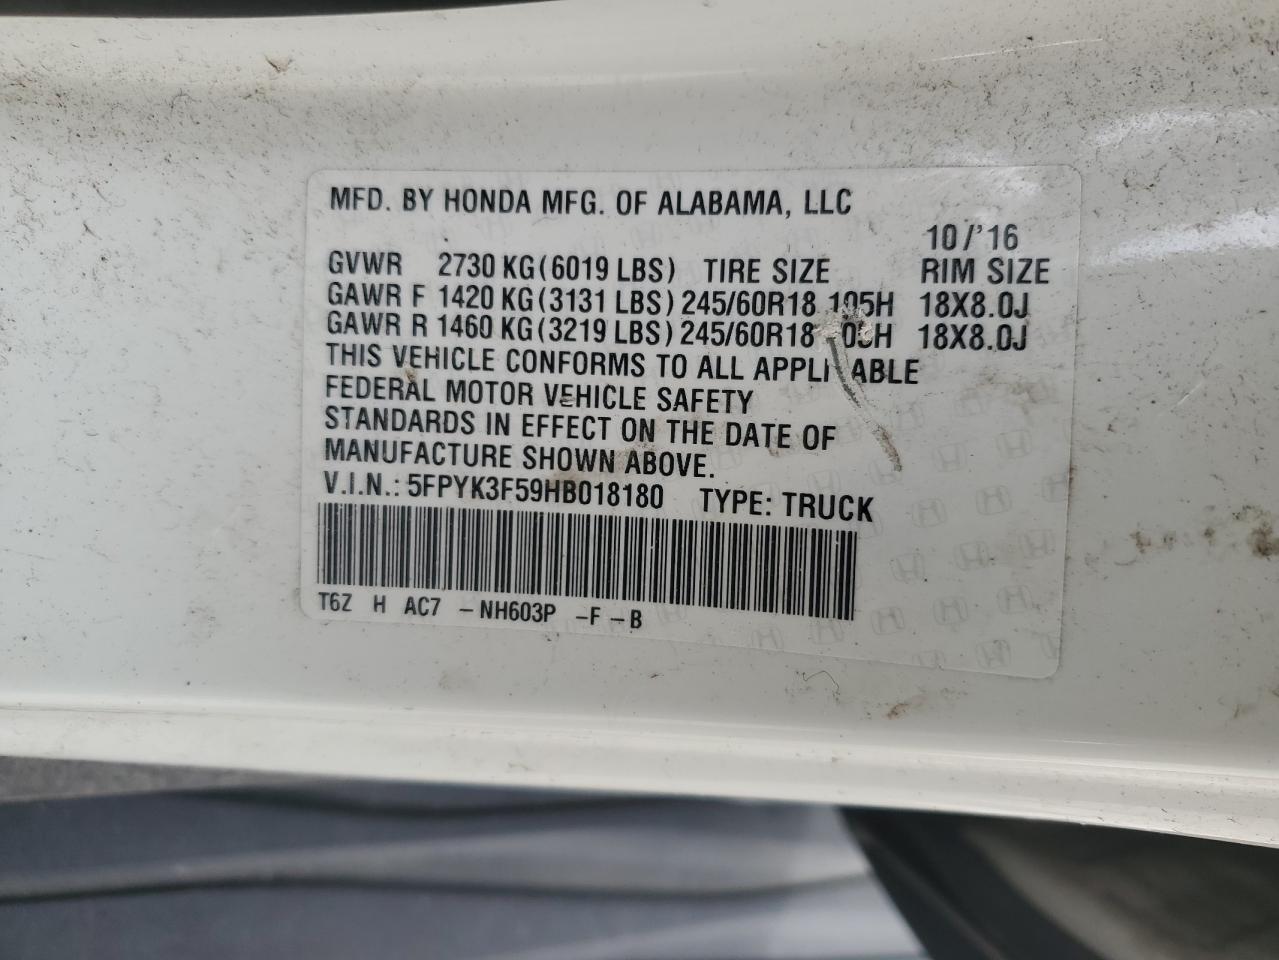 MFD. BY HONDA MFG. OF ALABAMA, LLC
10/'16
GVWR 2730 KG(6019 LBS) TIRE SIZE RIM SIZE
GAWR F 1420 KG(3131 LBS) 245/60R18 105H 18X8.0J
GAWR R 1460 KG(3219 LBS) 245/60R18 18X8.0J
THIS VEHICLE CONFORMS TO ALL APPLICABLE
FEDERAL MOTOR VEHICLE SAFETY
STANDARDS IN EFFECT ON THE DATE OF
MANUFACTURE SHOWN ABOVE.
V.I.N.: 5FPYK3F59HB018180 TYPE: TRUCK
T6Z H AC7 -NH603P -F -B